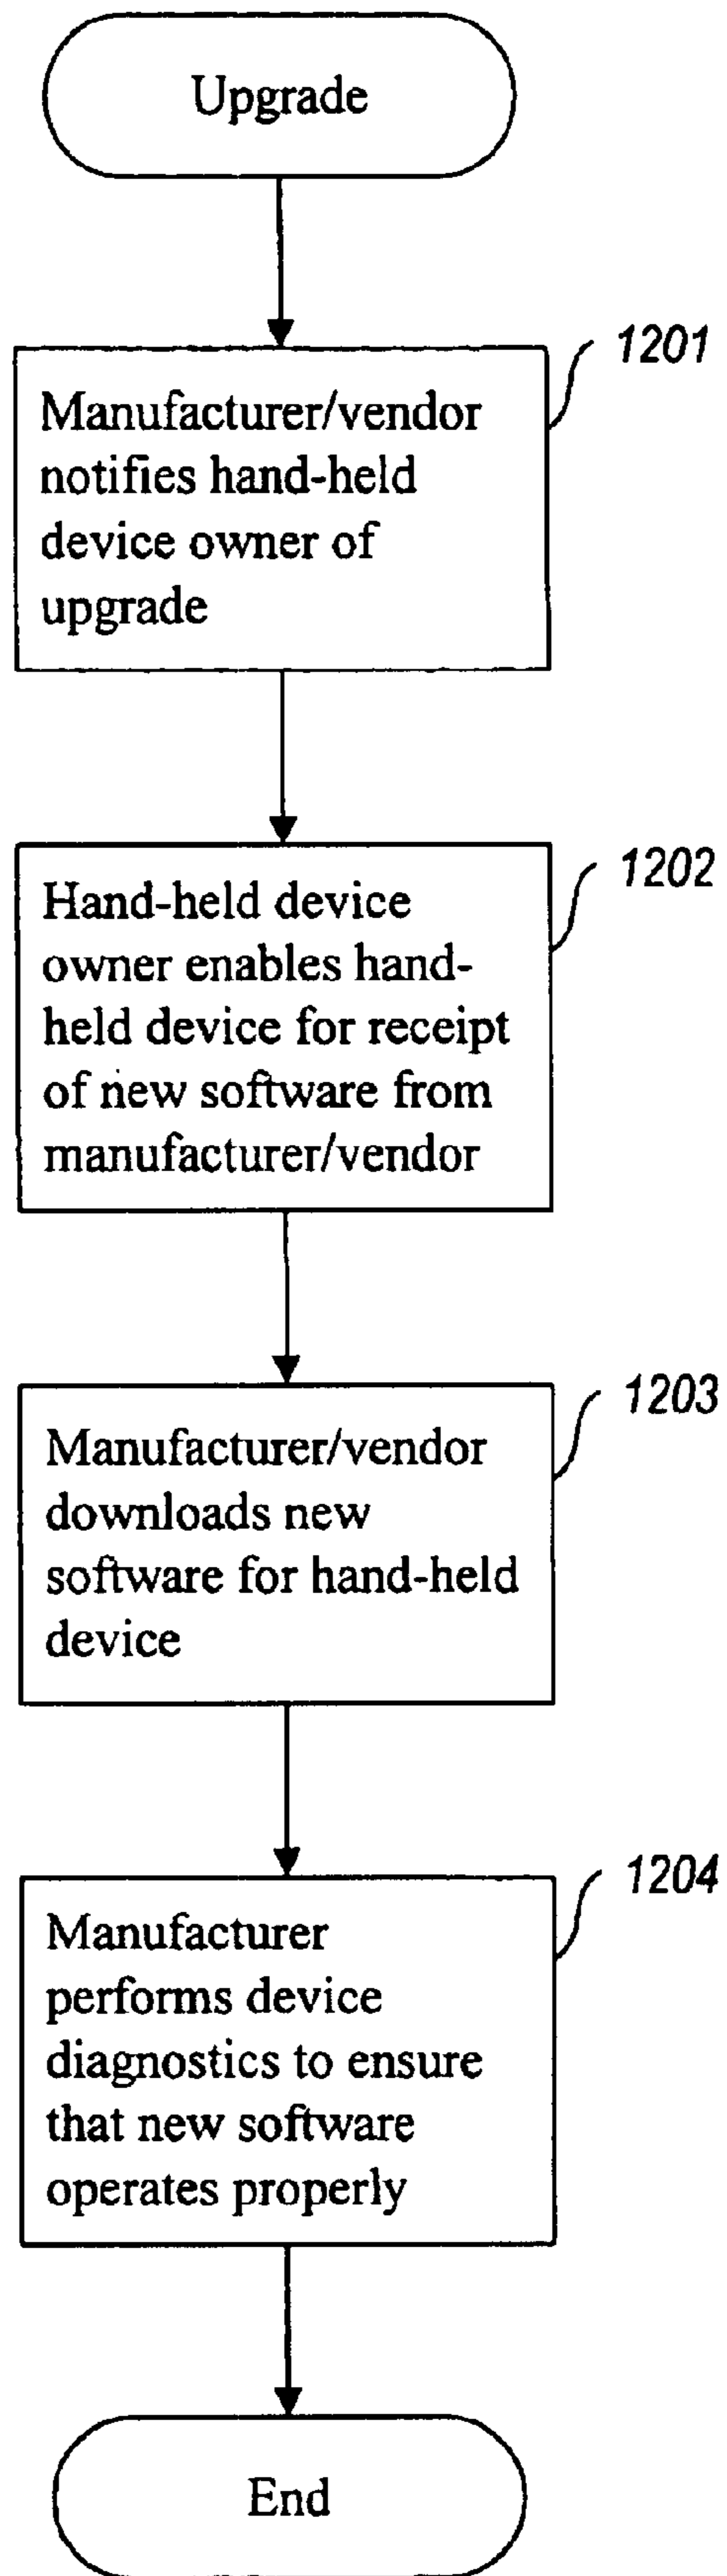 Upgrade
1201
Manufacturer/vendor
notifies hand-held
device owner of
upgrade
1202
Hand-held device
owner enables hand-
held device for receipt
of new software from
manufacturer/vendor
1203
Manufacturer/vendor
downloads new
software for hand-held
device
1204
Manufacturer
performs device
diagnostics to ensure
that new software
operates properly
End